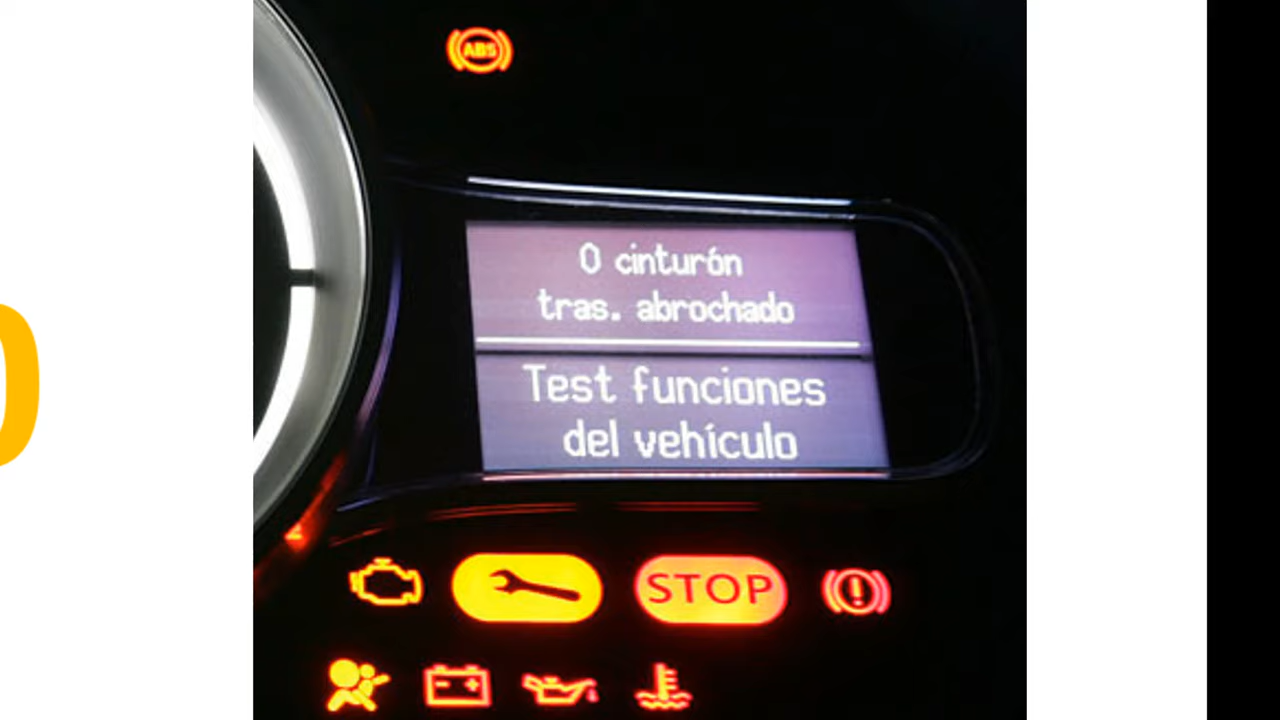 ABS
0 cinturón
tras. abrochado
Test funciones
del vehículo
STOP